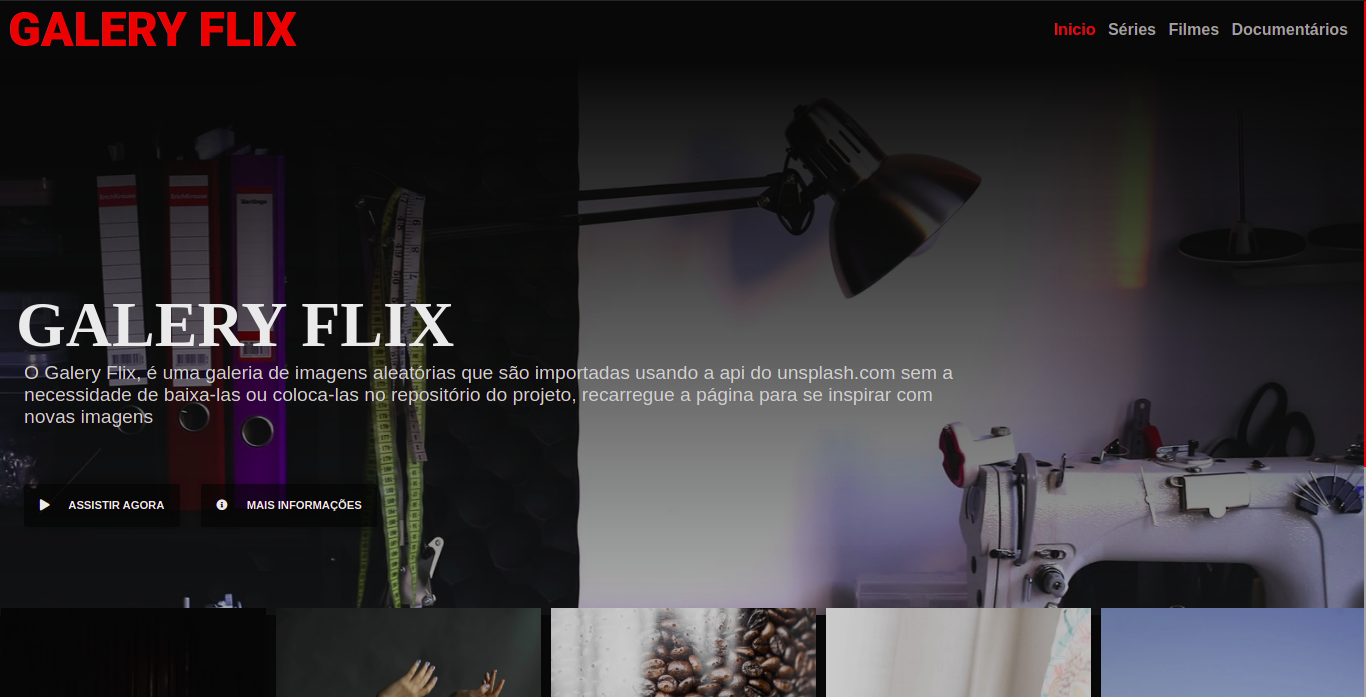 GALERY FLIX
Início Séries Filmes Documentários
GALERY FLIX
O Galery Flix, é uma galeria de imagens aleatórias que são importadas usando a api do unsplash.com sem a
necessidade de baixa-las ou coloca-las no repositório do projeto, recarregue a página para se inspirar com
novas imagens
ASSISTIR AGORA
MAIS INFORMAÇÕES